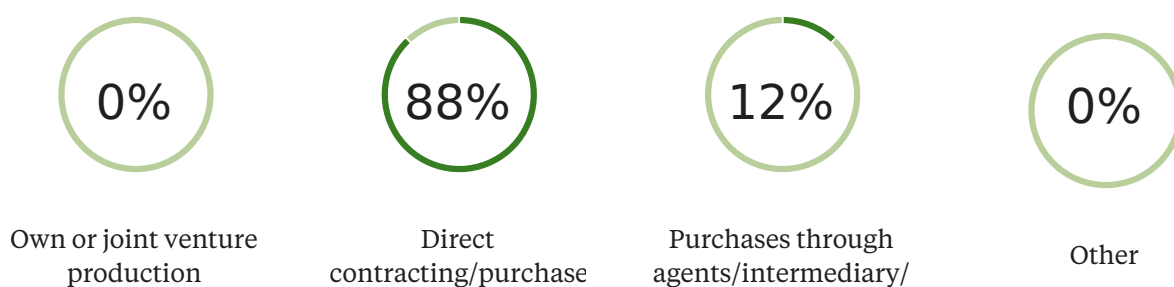 0%
88%
12%
0%
Own or joint venture
production
Direct
contracting/purchase
Purchases through
agents/intermediary/
Other